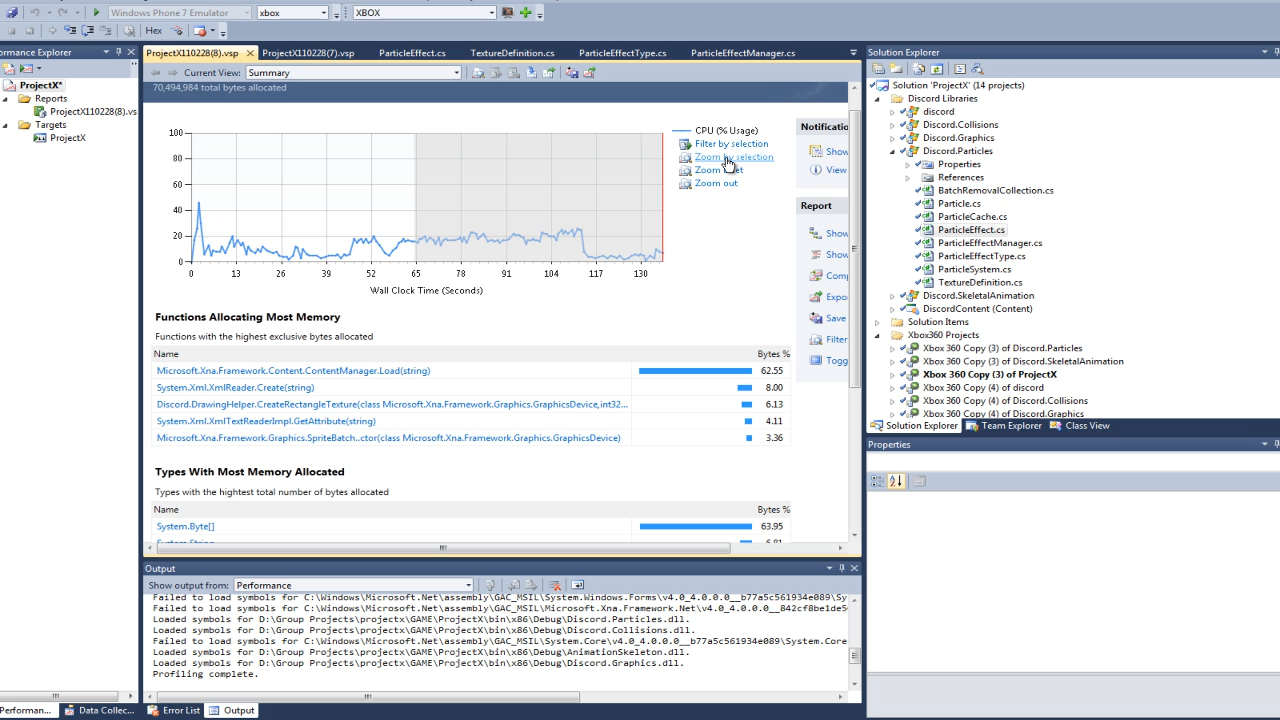 Windows Phone 7 Emulator
xbox
XBOX
Hex
ormance Explorer
ProjectX*
Reports
ProjectX110228(8).vs
Targets
ProjectX
ProjectX110228(8).vsp
ProjectX110228(7).vsp
ParticleEffect.cs
TextureDefinition.cs
ParticleEffectType.cs
ParticleEffectManager.cs
Current View:
Summary
70,494,984 total bytes allocated
100
80
60
40
20
0
0
13
26
39
52
65
78
91
104
117
130
Wall Clock Time (Seconds)
CPU (% Usage)
Filter by selection
Zoom by selection
Zoom
et
Zoom out
Notificatio
Show
View
Report
Show
Show
Comp
Expo
Save
Filter
Togg
Functions Allocating Most Memory
Functions with the highest exclusive bytes allocated
Name
Bytes %
Microsoft.Xna.Framework.Content.ContentManager.Load(string)
62.55
System.Xml.XmlReader.Create(string)
8.00
Discord.DrawingHelper.CreateRectangleTexture(class Microsoft.Xna.Framework.Graphics.GraphicsDevice,int32...
6.13
System.Xml.XmlTextReaderImpl.GetAttribute(string)
4.11
Microsoft.Xna.Framework.Graphics.SpriteBatch..ctor(class Microsoft.Xna.Framework.Graphics.GraphicsDevice)
3.36
Types With Most Memory Allocated
Types with the hightest total number of bytes allocated
Name
Bytes %
System.Byte[]
63.95
System.String
6.81
Output
Show output from:
Performance
Failed to load symbols for C:\Windows\Microsoft.Net\assembly\GAC_MSIL\System.Windows.Forms\v4.0_4.0.0.0__b77a5c561934e089\Sy
Failed to load symbols for C:\Windows\Microsoft.Net\assembly\GAC_MSIL\Microsoft.Xna.Framework.Net\v4.0_4.0.0.0__842cf8be1de5
Loaded symbols for D:\Group Projects\projectx\GAME\ProjectX\bin\x86\Debug\Discord.Particles.dll.
Loaded symbols for D:\Group Projects\projectx\GAME\ProjectX\bin\x86\Debug\Discord.Collisions.dll.
Failed to load symbols for C:\Windows\Microsoft.Net\assembly\GAC_MSIL\System.Core\v4.0_4.0.0.0__b77a5c561934e089\System.Core
Loaded symbols for D:\Group Projects\projectx\GAME\ProjectX\bin\x86\Debug\AnimationSkeleton.dll.
Loaded symbols for D:\Group Projects\projectx\GAME\ProjectX\bin\x86\Debug\Discord.Graphics.dll.
Profiling complete.
Performan...
Data Collec...
Error List
Output
Solution Explorer
Solution 'ProjectX' (14 projects)
Discord Libraries
discord
Discord.Collisions
Discord.Graphics
Discord.Particles
Properties
References
BatchRemovalCollection.cs
Particle.cs
ParticleCache.cs
ParticleEffect.cs
ParticleEffectManager.cs
ParticleEffectType.cs
ParticleSystem.cs
TextureDefinition.cs
Discord.SkeletalAnimation
DiscordContent (Content)
Solution Items
Xbox360 Projects
Xbox 360 Copy (3) of Discord.Particles
Xbox 360 Copy (3) of Discord.SkeletalAnimation
Xbox 360 Copy (3) of ProjectX
Xbox 360 Copy (4) of discord
Xbox 360 Copy (4) of Discord.Collisions
Xbox 360 Copy (4) of Discord.Graphics
Solution Explorer
Team Explorer
Class View
Properties